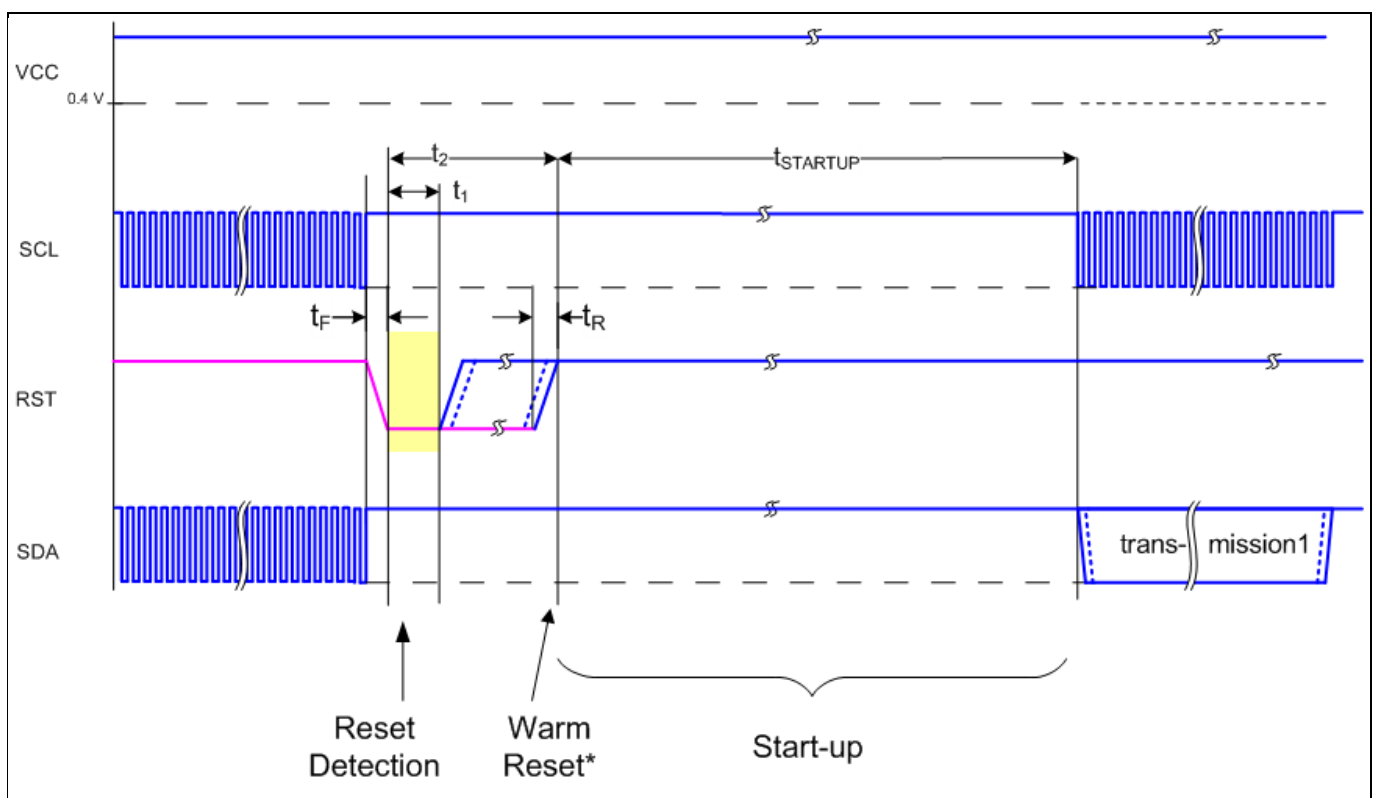 VCC
0.4 V
t2
tSTARTUP
t1
SCL
tF
tR
RST
SDA
trans- mission1
Reset
Detection
Warm
Reset*
Start-up